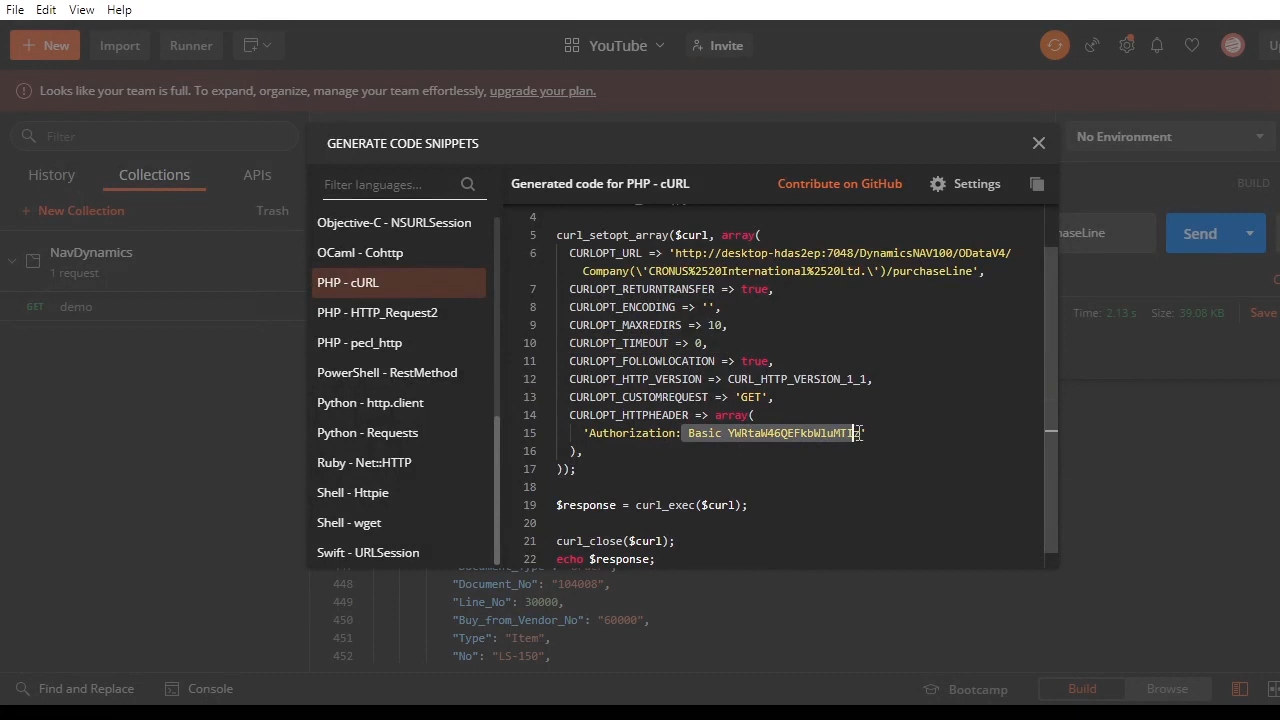 File Edit View Help
New Import Runner YouTube Invite
Looks like your team is full. To expand, organize, manage your team effortlessly, upgrade your plan.
Filter
No Environment
History Collections APIs
New Collection Trash
NavDynamics
1 request
GET demo
BUILD
Send
Time: 2.13 s Size: 39.08 KB Save
GENERATE CODE SNIPPETS
Filter languages...
Objective-C - NSURLSession
OCaml - Cohttp
PHP - cURL
PHP - HTTP_Request2
PHP - pecl_http
PowerShell - RestMethod
Python - http.client
Python - Requests
Ruby - Net::HTTP
Shell - Httpie
Shell - wget
Swift - URLSession
Generated code for PHP - cURL Contribute on GitHub Settings
4
5 curl_setopt_array($curl, array(
6 CURLOPT_URL => 'http://desktop-hdas2ep:7048/DynamicsNAV100/ODataV4/
Company(\'CRONUS%2520International%2520Ltd.\')/purchaseLine',
7 CURLOPT_RETURNTRANSFER => true,
8 CURLOPT_ENCODING => '',
9 CURLOPT_MAXREDIRS => 10,
10 CURLOPT_TIMEOUT => 0,
11 CURLOPT_FOLLOWLOCATION => true,
12 CURLOPT_HTTP_VERSION => CURL_HTTP_VERSION_1_1,
13 CURLOPT_CUSTOMREQUEST => 'GET',
14 CURLOPT_HTTPHEADER => array(
15 'Authorization: Basic YWRtaW46QEFkbWluMTIz'
16 ),
17 ));
18
19 $response = curl_exec($curl);
20
21 curl_close($curl);
22 echo $response;
448 "Document_No": "104008",
449 "Line_No": 30000,
450 "Buy_from_Vendor_No": "60000",
451 "Type": "Item",
452 "No": "LS-150",
Find and Replace Console Bootcamp Build Browse